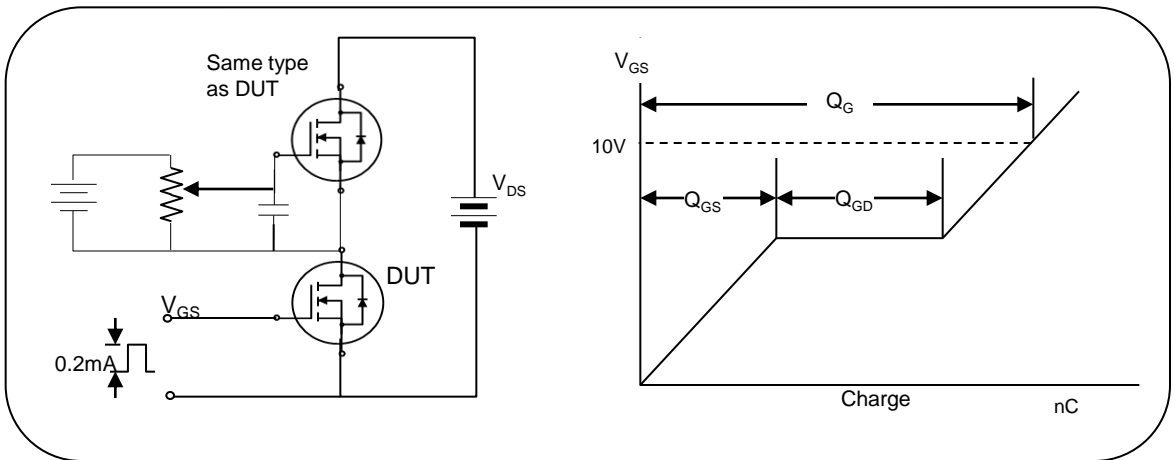 Same type
as DUT
V_DS
DUT
V_GS
0.2mA
V_GS
Q_G
10V
Q_GS
Q_GD
Charge
nC